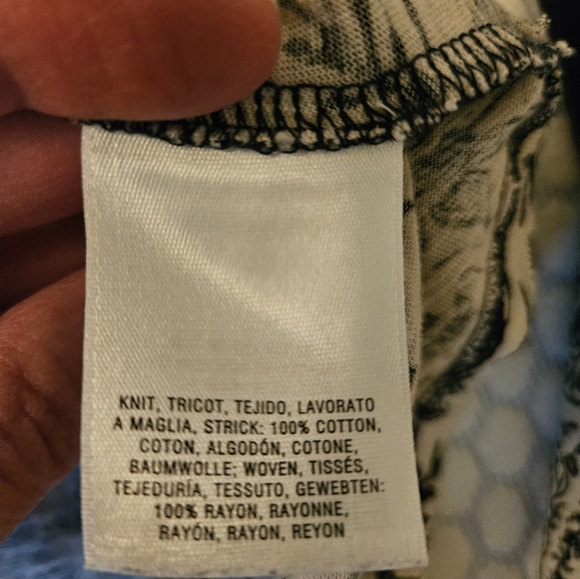 KNIT, TRICOT, TEJIDO, LAVORATO
A MAGLIA, STRICK: 100% COTTON,
COTON, ALGODÓN, COTONE,
BAUMWOLLE; WOVEN, TISSÉS,
TEJEDURÍA, TESSUTO, GEWEBTEN:
100% RAYON, RAYONNE,
RAYÓN, RAYON, REYON